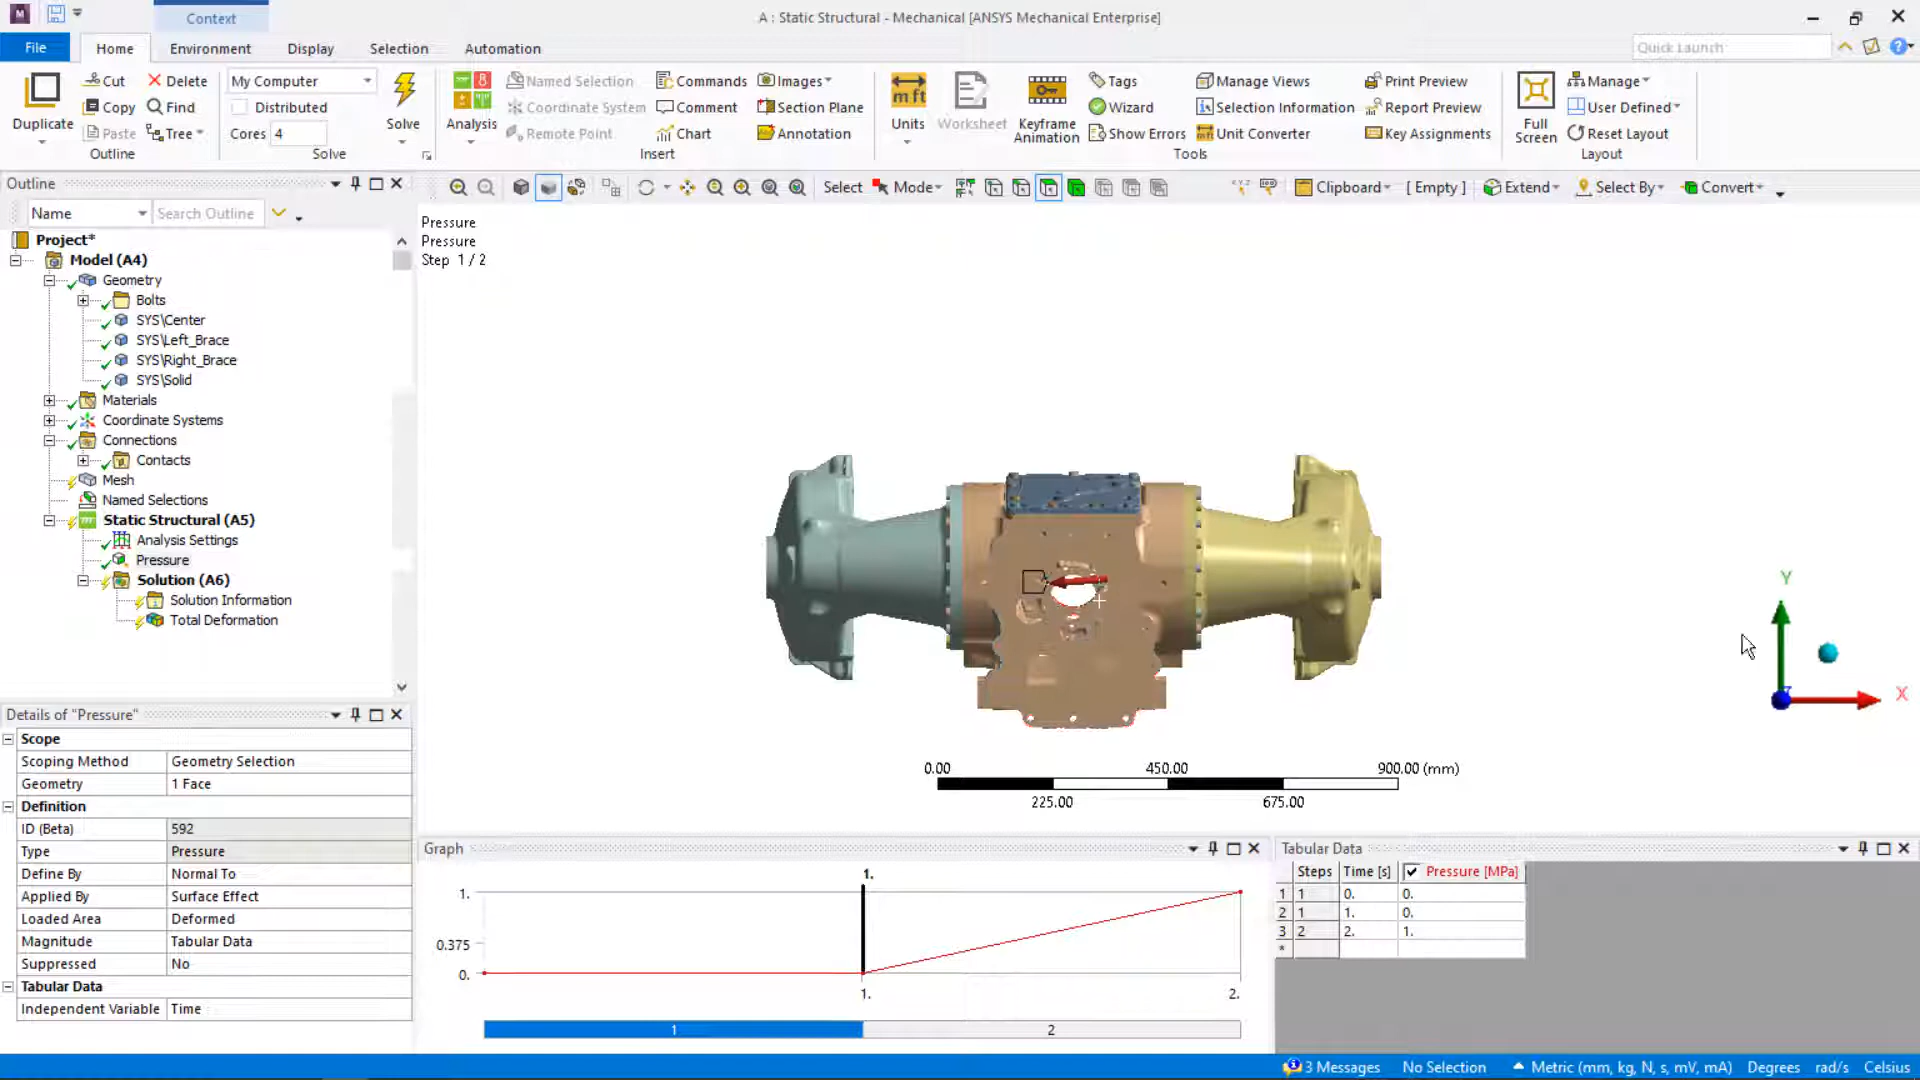 Context
A : Static Structural - Mechanical [ANSYS Mechanical Enterprise]
File Home Environment Display Selection Automation
Quick Launch
Duplicate
Cut
Copy
Paste
Delete
Find
Tree
Outline
My Computer
Distributed
Cores 4
Solve
Solve
Analysis
Named Selection
Coordinate System
Remote Point
Commands
Comment
Chart
Images
Section Plane
Annotation
Insert
Units
Worksheet
Keyframe
Animation
Tags
Wizard
Show Errors
Manage Views
Selection Information
Unit Converter
Print Preview
Report Preview
Key Assignments
Tools
Full
Screen
Manage
User Defined
Reset Layout
Layout
Outline
Select Mode Clipboard [ Empty ] Extend Select By Convert
Name Search Outline
Project*
Model (A4)
Geometry
Bolts
SYS\Center
SYS\Left_Brace
SYS\Right_Brace
SYS\Solid
Materials
Coordinate Systems
Connections
Contacts
Mesh
Named Selections
Static Structural (A5)
Analysis Settings
Pressure
Solution (A6)
Solution Information
Total Deformation
Pressure
Pressure
Step 1 / 2
Y
X
0.00 450.00 900.00 (mm)
225.00 675.00
Details of "Pressure"
Scope
Scoping Method Geometry Selection
Geometry 1 Face
Definition
ID (Beta) 592
Type Pressure
Define By Normal To
Applied By Surface Effect
Loaded Area Deformed
Magnitude Tabular Data
Suppressed No
Tabular Data
Independent Variable Time
Graph
1.
1.
0.375
0.
1. 2.
1 2
Tabular Data
Steps Time [s] Pressure [MPa]
1 1 0. 0.
2 1 1. 0.
3 2 2. 1.
*
3 Messages No Selection Metric (mm, kg, N, s, mV, mA) Degrees rad/s Celsius